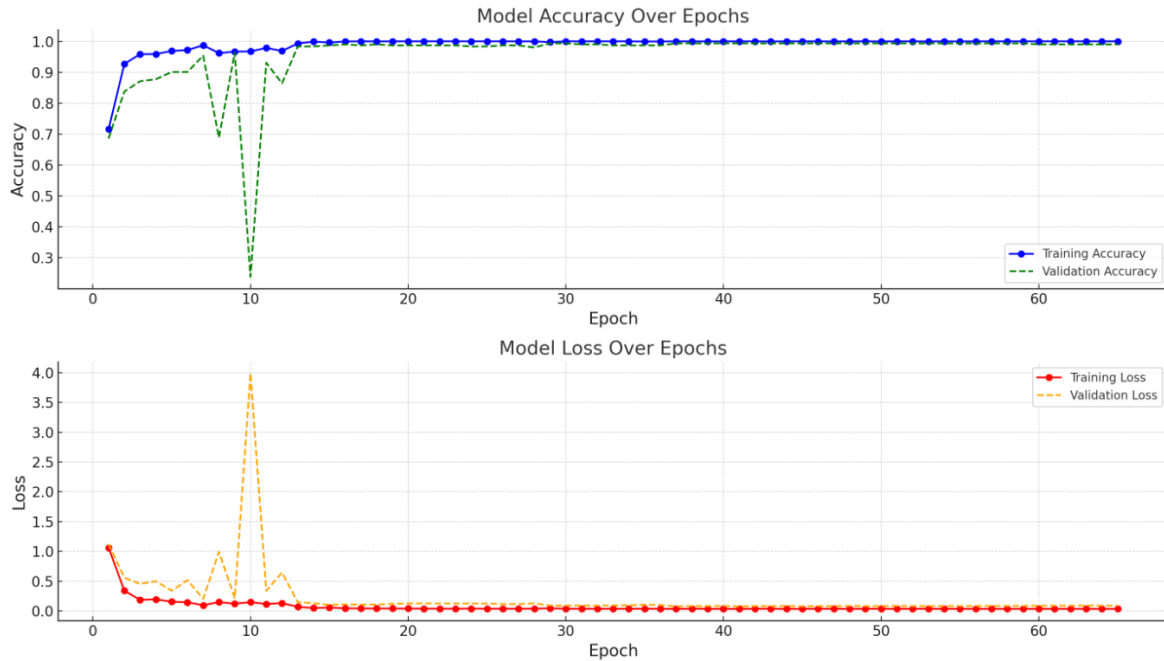 Model Accuracy Over Epochs
1.0
0.9
0.8
0.7
0.6
0.5
0.4
0.3
Accuracy
Training Accuracy
Validation Accuracy
0 10 20 30 40 50 60
Epoch
Model Loss Over Epochs
4.0
3.5
3.0
2.5
2.0
1.5
1.0
0.5
0.0
Loss
Training Loss
Validation Loss
0 10 20 30 40 50 60
Epoch